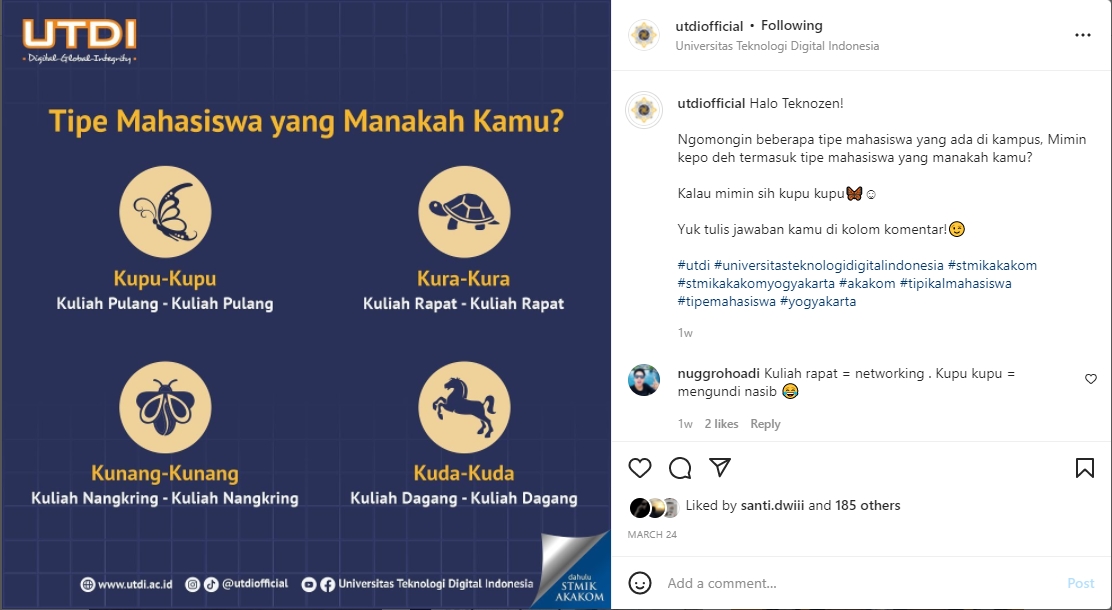 UTDI
Digital-Global-Integrity
Tipe Mahasiswa yang Manakah Kamu?
Kupu-Kupu
Kuliah Pulang - Kuliah Pulang
Kura-Kura
Kuliah Rapat - Kuliah Rapat
Kunang-Kunang
Kuliah Nangkring - Kuliah Nangkring
Kuda-Kuda
Kuliah Dagang - Kuliah Dagang
www.utdi.ac.id @utdiofficial Universitas Teknologi Digital Indonesia
dahulu
STMIK
AKAKOM
utdiofficial • Following
Universitas Teknologi Digital Indonesia
utdiofficial Halo Teknozen!
Ngomongin beberapa tipe mahasiswa yang ada di kampus, Mimin
kepo deh termasuk tipe mahasiswa yang manakah kamu?
Kalau mimin sih kupu kupu🦋☺
Yuk tulis jawaban kamu di kolom komentar!😉
#utdi #universitasteknologidigitalindonesia #stmikakakom
#stmikakakomyogyakarta #akakom #tipikalmahasiswa
#tipemahasiswa #yogyakarta
1w
nuggrohoadi Kuliah rapat = networking . Kupu kupu =
mengundi nasib 😂
1w 2 likes Reply
Liked by santi.dwiii and 185 others
MARCH 24
Add a comment...
Post